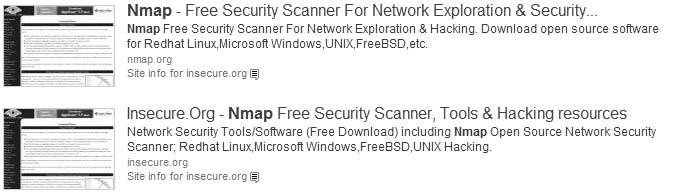 Nmap - Free Security Scanner For Network Exploration & Security...
Nmap Free Security Scanner For Network Exploration & Hacking. Download open source software
for Redhat Linux,Microsoft Windows,UNIX,FreeBSD,etc.
nmap.org
Site info for insecure.org
Insecure.Org - Nmap Free Security Scanner, Tools & Hacking resources
Network Security Tools/Software (Free Download) including Nmap Open Source Network Security
Scanner; Redhat Linux,Microsoft Windows,FreeBSD,UNIX Hacking.
insecure.org
Site info for insecure.org